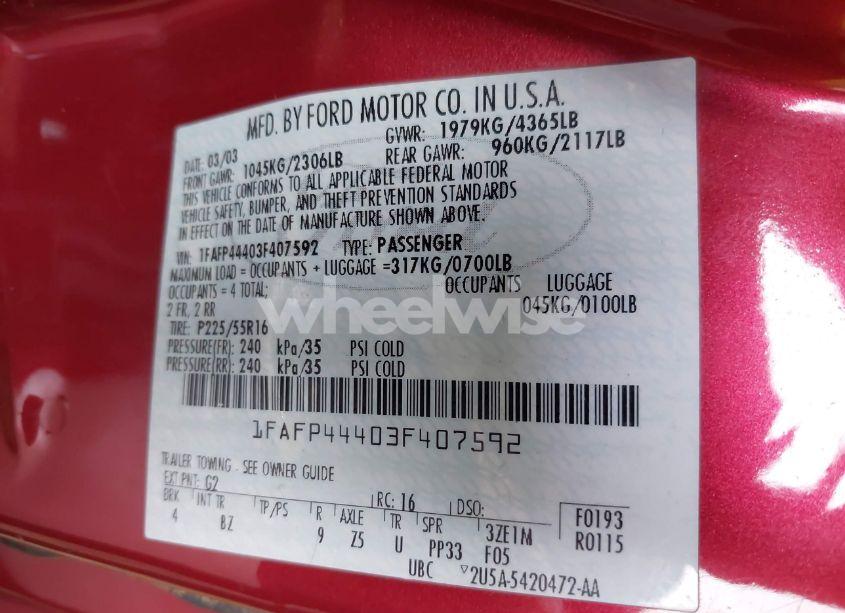 MFD. BY FORD MOTOR CO. IN U.S.A.
DATE: 03/03 GVWR: 1979KG/4365LB
FRONT GAWR: 1045KG/2306LB REAR GAWR: 960KG/2117LB
THIS VEHICLE CONFORMS TO ALL APPLICABLE FEDERAL MOTOR
VEHICLE SAFETY, BUMPER, AND THEFT PREVENTION STANDARDS
IN EFFECT ON THE DATE OF MANUFACTURE SHOWN ABOVE.
VIN: 1FAFP44403F407592 TYPE: PASSENGER
MAXIMUM LOAD = OCCUPANTS + LUGGAGE =317KG/0700LB
OCCUPANTS = 4 TOTAL: OCCUPANTS LUGGAGE
2 FR, 2 RR 045KG/0100LB
wheelwise
TIRE: P225/55R16
PRESSURE(FR): 240 kPa/35 PSI COLD
PRESSURE(RR): 240 kPa/35 PSI COLD
1FAFP44403F407592
TRAILER TOWING - SEE OWNER GUIDE
EXT PNT: G2 RC: 16 DSO:
BRK INT TR TP/PS R AXLE TR SPR 3ZE1M F0193
4 BZ 9 Z5 U PP33 F05 R0115
UBC ▽2U5A-5420472-AA